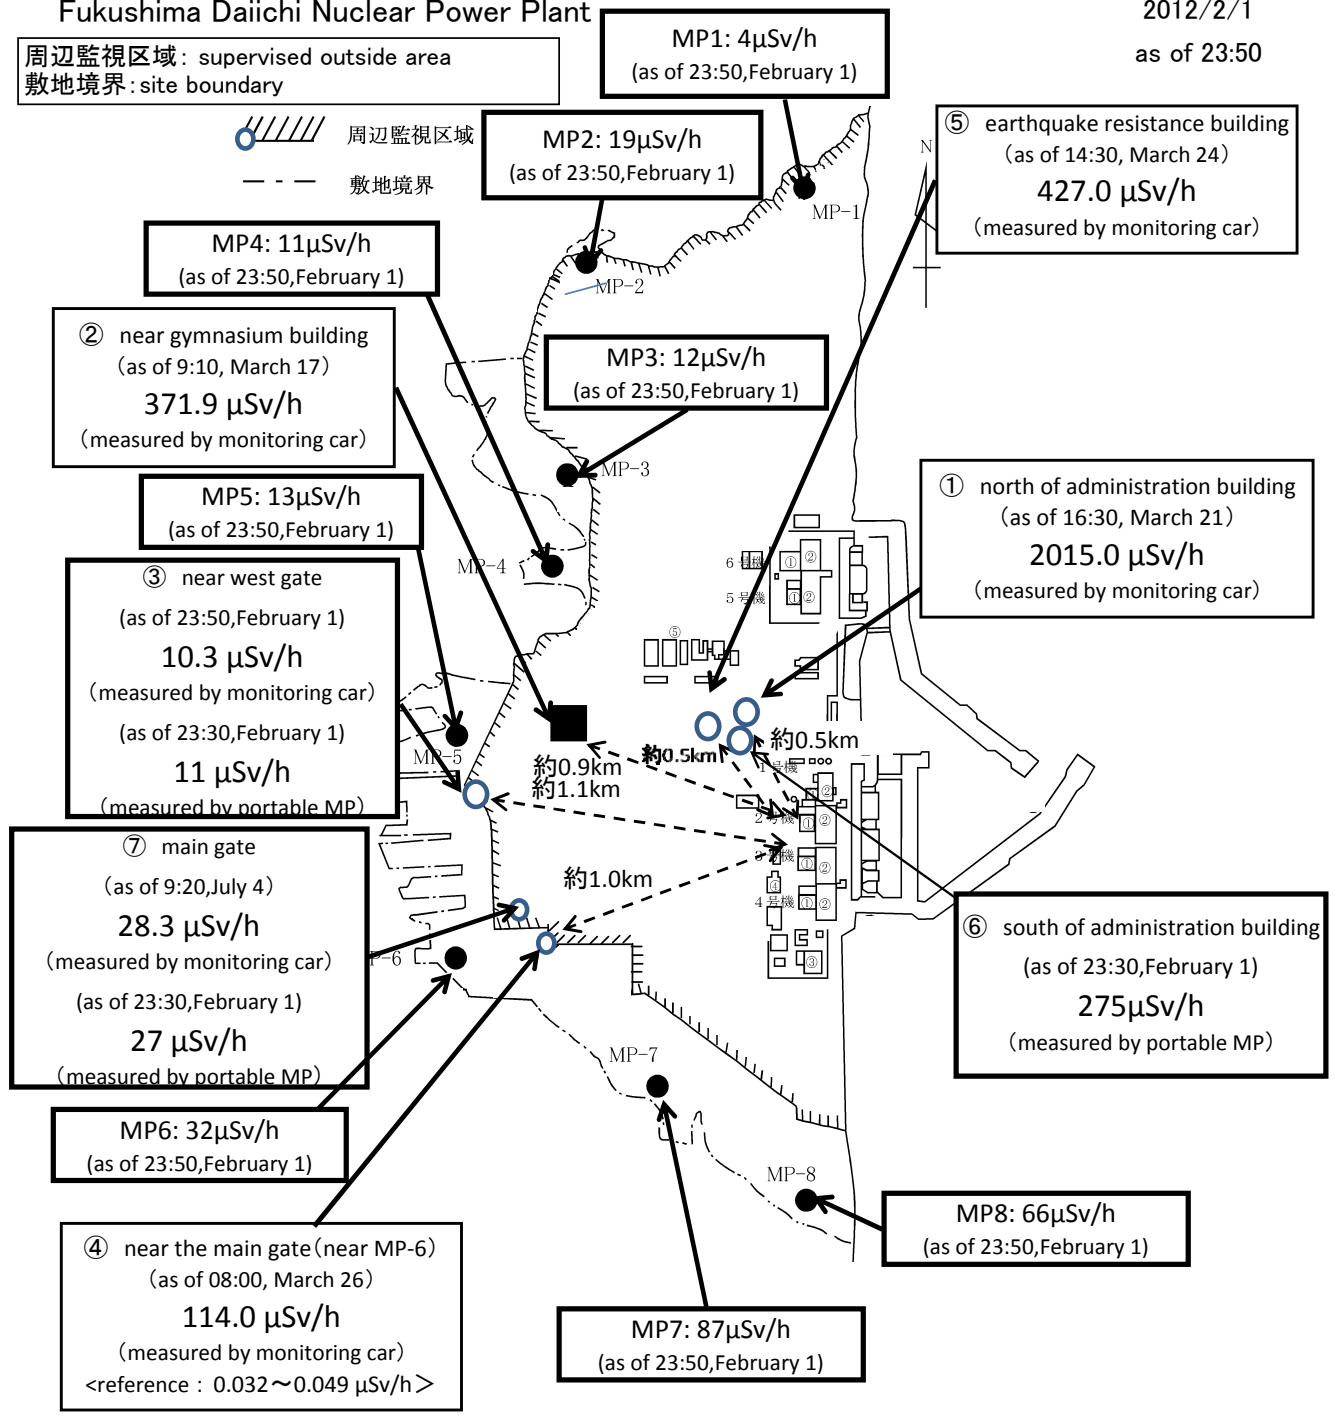 Fukushima Daiichi Nuclear Power Plant
2012/2/1
as of 23:50
周辺監視区域: supervised outside area
敷地境界:site boundary
周辺監視区域
敷地境界
MP1: 4μSv/h
(as of 23:50,February 1)
MP2: 19μSv/h
(as of 23:50,February 1)
⑤ earthquake resistance building
(as of 14:30, March 24)
427.0 μSv/h
(measured by monitoring car)
N
MP-1
MP4: 11μSv/h
(as of 23:50,February 1)
MP-2
② near gymnasium building
(as of 9:10, March 17)
371.9 μSv/h
(measured by monitoring car)
MP3: 12μSv/h
(as of 23:50,February 1)
MP-3
MP5: 13μSv/h
(as of 23:50,February 1)
① north of administration building
(as of 16:30, March 21)
2015.0 μSv/h
(measured by monitoring car)
MP-4
③ near west gate
(as of 23:50,February 1)
10.3 μSv/h
(measured by monitoring car)
(as of 23:30,February 1)
11 μSv/h
(measured by portable MP)
6号機
① ②
5号機
① ②
⑤
MP-5
約0.9km
約1.1km
約0.5km
約0.5km
1号機
②
2号機
① ②
3号機
① ②
④
4号機
① ②
③
約1.0km
⑦ main gate
(as of 9:20,July 4)
28.3 μSv/h
(measured by monitoring car)
(as of 23:30,February 1)
27 μSv/h
(measured by portable MP)
P-6
⑥ south of administration building
(as of 23:30,February 1)
275μSv/h
(measured by portable MP)
MP-7
MP6: 32μSv/h
(as of 23:50,February 1)
MP-8
MP8: 66μSv/h
(as of 23:50,February 1)
④ near the main gate(near MP-6)
(as of 08:00, March 26)
114.0 μSv/h
(measured by monitoring car)
<reference : 0.032～0.049 μSv/h＞
MP7: 87μSv/h
(as of 23:50,February 1)